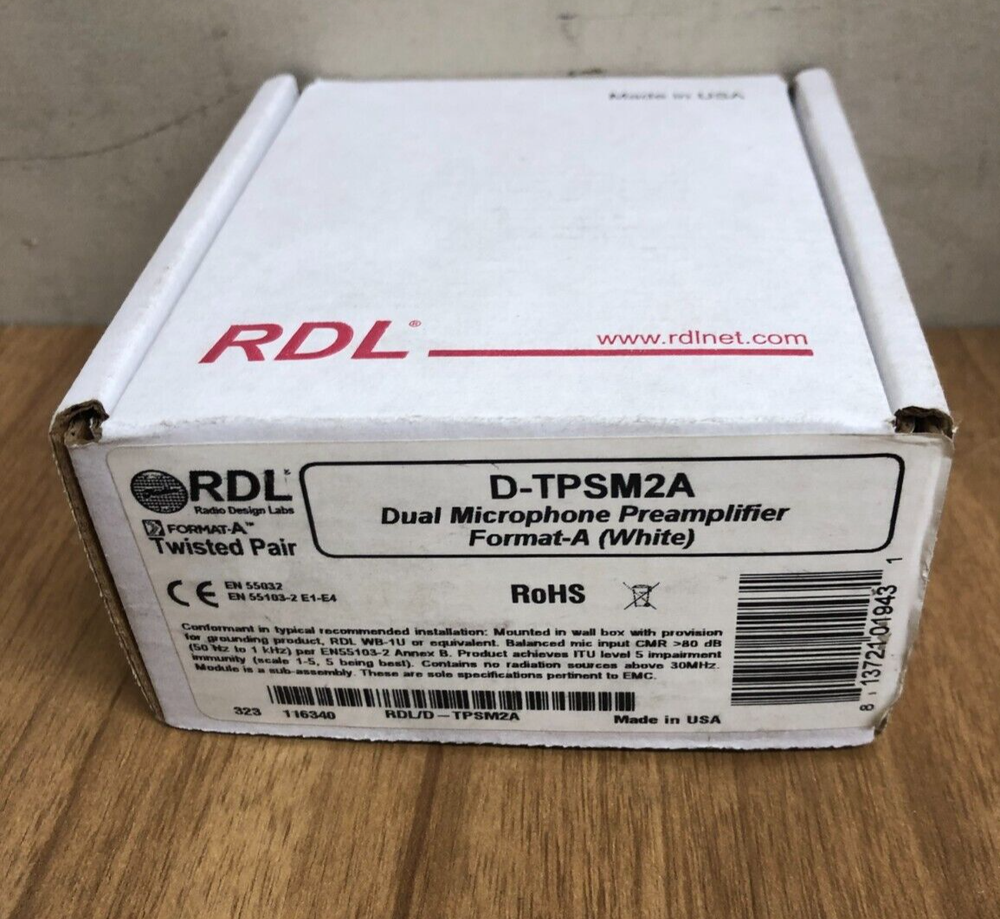 Made in USA
RDL®
www.rdlnet.com
RDL®
Radio Design Labs
FORMAT-A™
Twisted Pair
D-TPSM2A
Dual Microphone Preamplifier
Format-A (White)
CE EN 55032
EN 55103-2 E1-E4
RoHS
Conformant in typical recommended installation: Mounted in wall box with provision
for grounding product, RDL WB-1U or equivalent. Balanced mic input CMR >80 dB
(50 Hz to 1 kHz) per EN55103-2 Annex B. Product achieves ITU level 5 impairment
immunity (scale 1-5, 5 being best). Contains no radiation sources above 30MHz.
Module is a sub-assembly. These are sole specifications pertinent to EMC.
323 116340 RDL/D-TPSM2A Made in USA
8 13721 01943 1